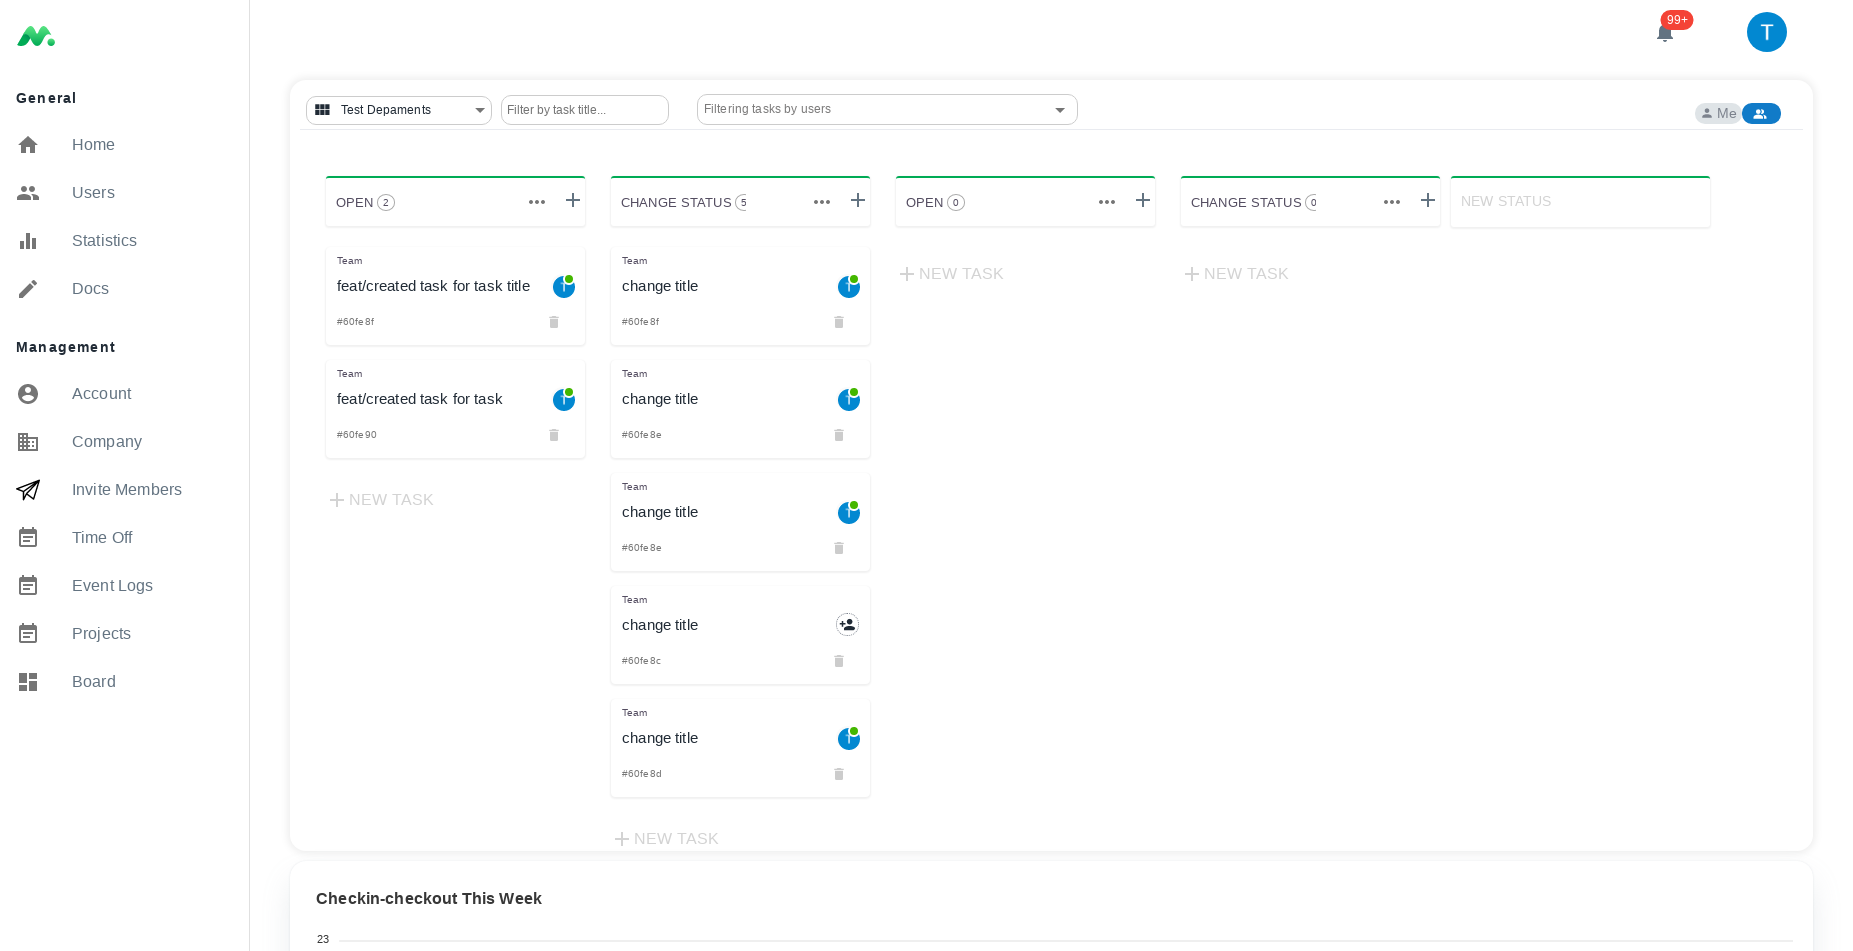 General
Home
Users
Statistics
Docs
Management
Account
Company
Invite Members
Time Off
Event Logs
Projects
Board
99+
T
Test Depaments
Filter by task title...
Filtering tasks by users
Me
OPEN 2
Team
feat/created task for task title
T
#60fe8f
Team
feat/created task for task
T
#60fe90
NEW TASK
CHANGE STATUS 5
Team
change title
T
#60fe8f
Team
change title
T
#60fe8e
Team
change title
T
#60fe8e
Team
change title
#60fe8c
Team
change title
T
#60fe8d
NEW TASK
OPEN 0
NEW TASK
CHANGE STATUS 0
NEW TASK
NEW STATUS
Checkin-checkout This Week
23